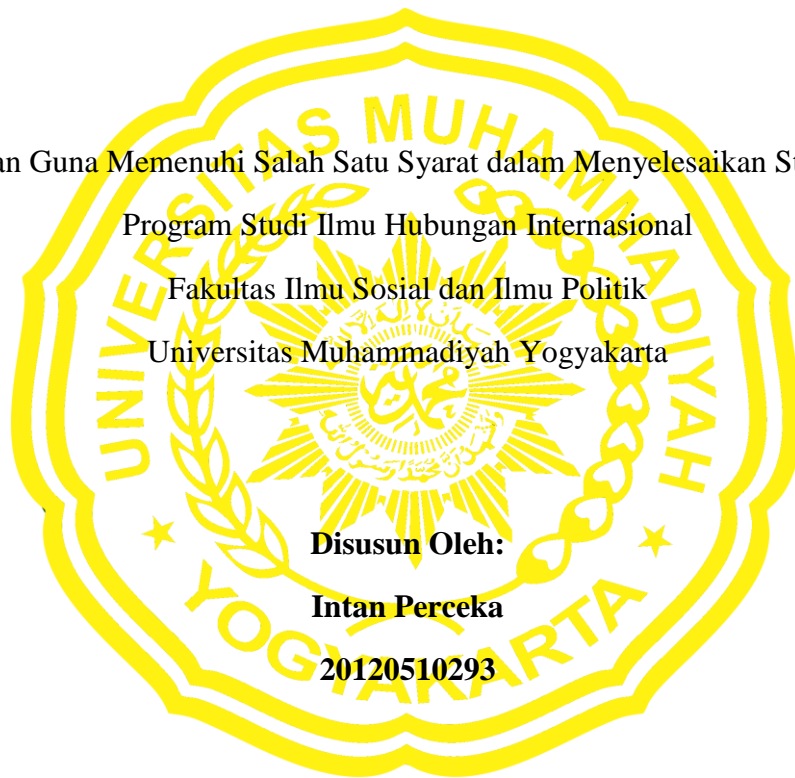 an Guna Memenuhi Salah Satu Syarat dalam Menyelesaikan
Program Studi Ilmu Hubungan Internasional
Fakultas Ilmu Sosial dan Ilmu Politik
Universitas Muhammadiyah Yogyakarta
UNIVERSITAS MUHAMMADIYAH
YOGYAKARTA
محمدية
Disusun Oleh:
Intan Perceka
20120510293